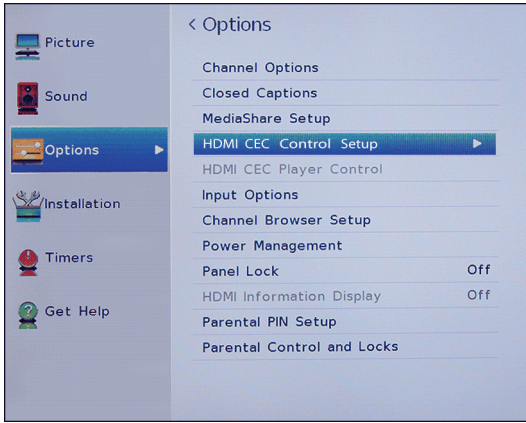 Picture
Sound
Options
Installation
Timers
Get Help
< Options
Channel Options
Closed Captions
MediaShare Setup
HDMI CEC Control Setup
HDMI CEC Player Control
Input Options
Channel Browser Setup
Power Management
Panel Lock Off
HDMI Information Display Off
Parental PIN Setup
Parental Control and Locks